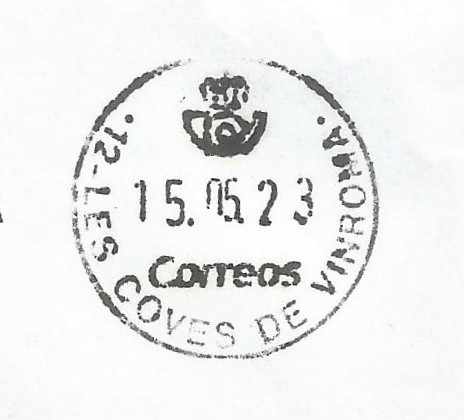 15.05.23
Correos
·12-LES COVES DE VINROMA·